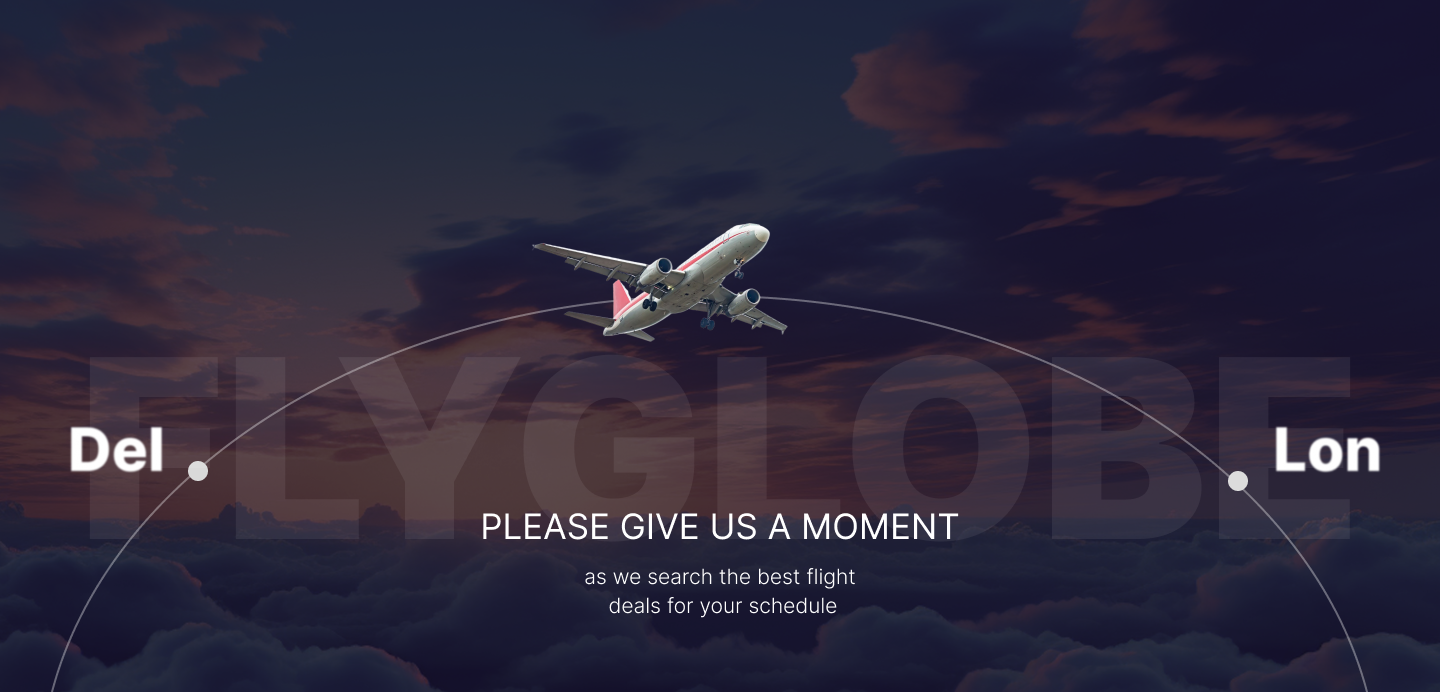 FLYGLOBE
Del
Lon
PLEASE GIVE US A MOMENT
as we search the best flight
deals for your schedule